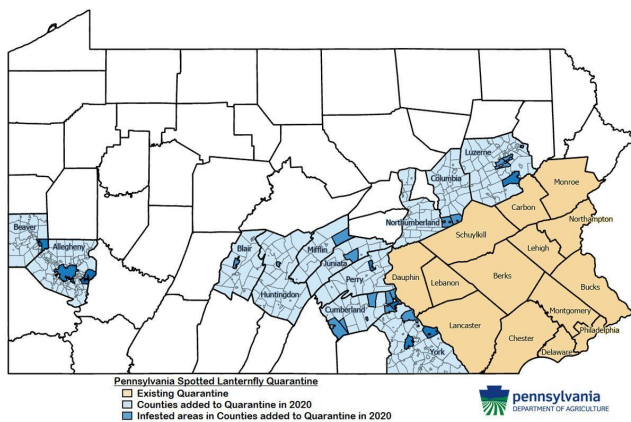 Luzerne
Columbia
Monroe
Carbon
Northumberland
Northampton
Beaver
Allegheny
Schuylkill
Lehigh
Blair
Mifflin
Juniata
Dauphin
Berks
Perry
Lebanon
Bucks
Huntingdon
Cumberland
Montgomery
Lancaster
Philadelphia
Chester
York
Delaware
Pennsylvania Spotted Lanternfly Quarantine
Existing Quarantine
Counties added to Quarantine in 2020
Infested areas in Counties added to Quarantine in 2020
pennsylvania
DEPARTMENT OF AGRICULTURE